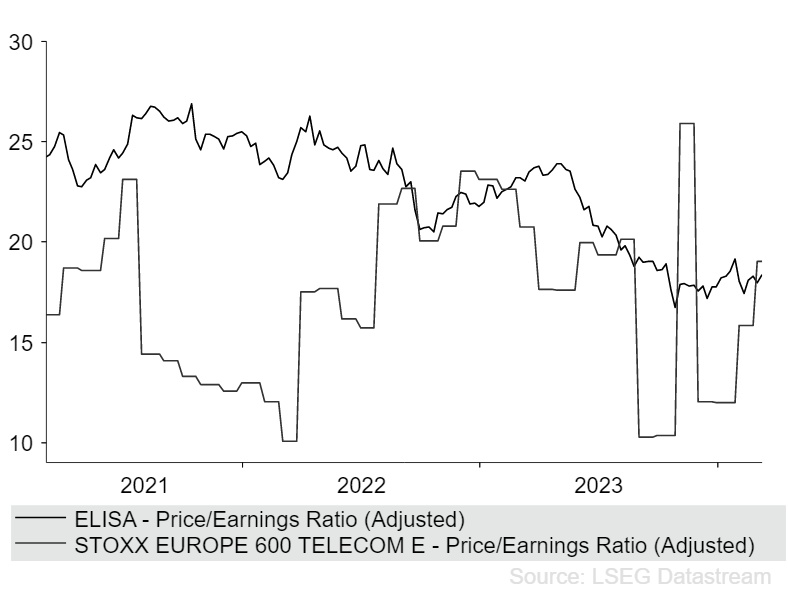 30
25
20
15
10
2021 2022 2023
ELISA - Price/Earnings Ratio (Adjusted)
STOXX EUROPE 600 TELECOM E - Price/Earnings Ratio (Adjusted)
Source: LSEG Datastream